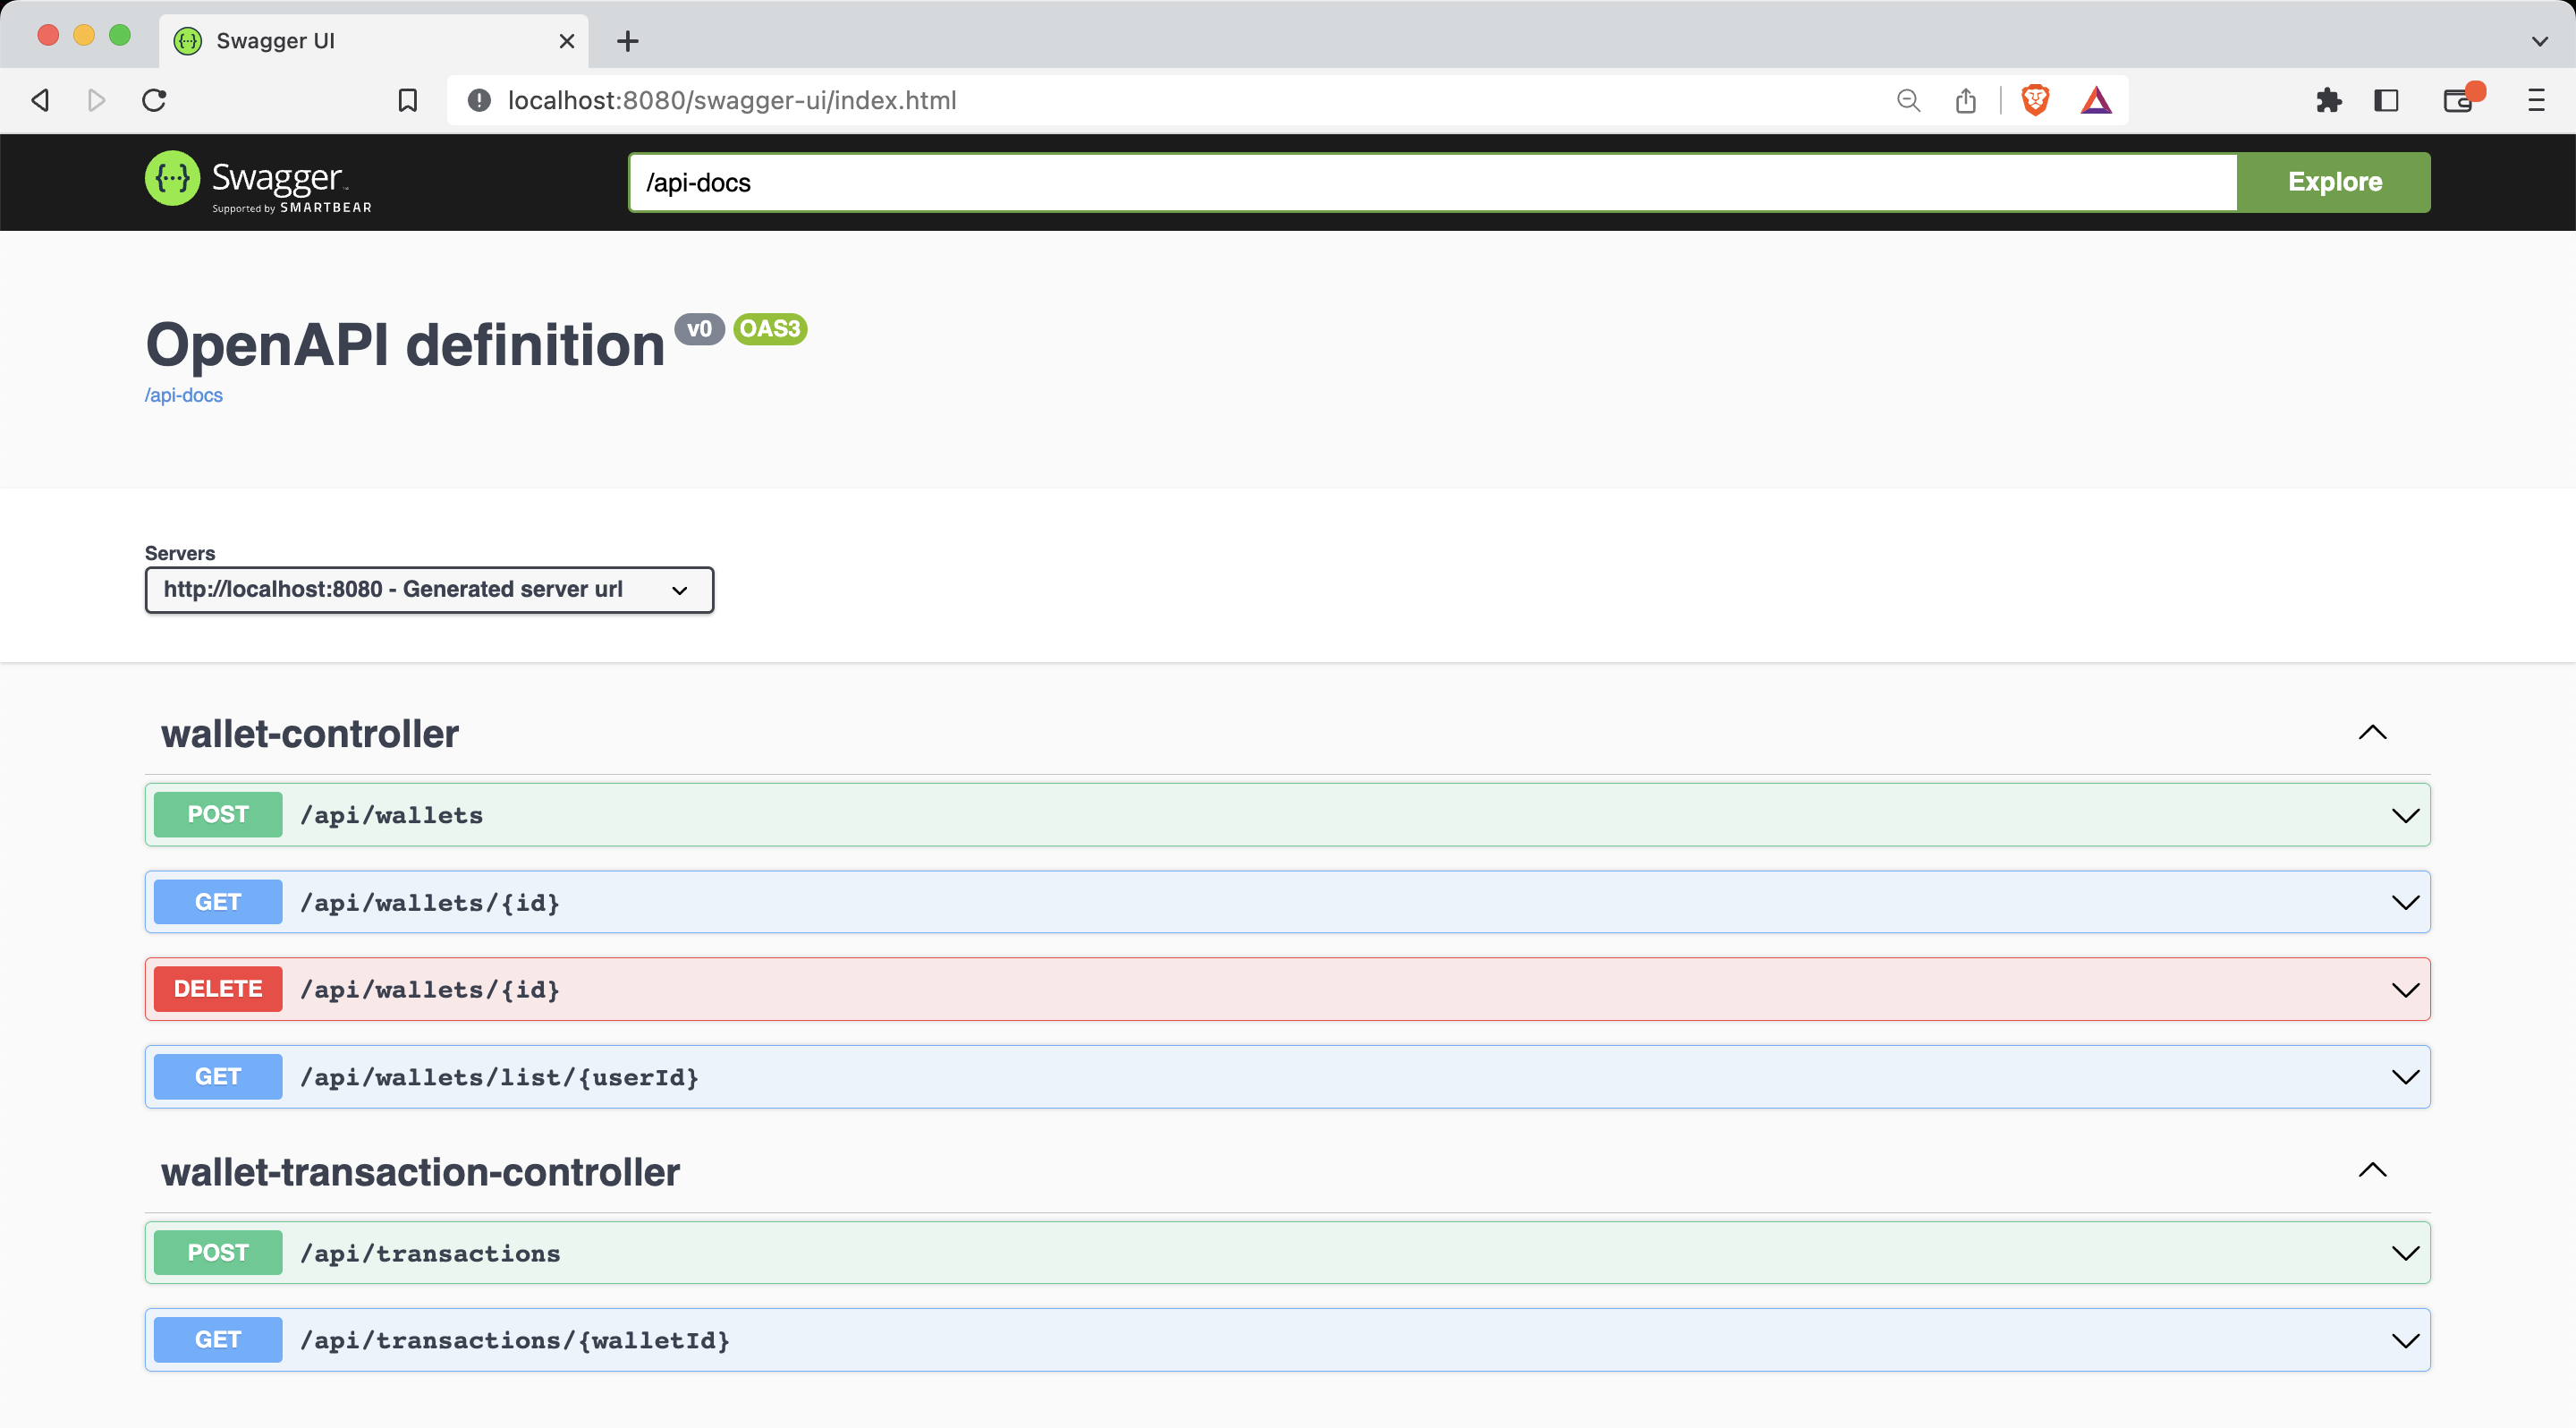 Swagger UI
localhost:8080/swagger-ui/index.html
Swagger
Supported by SMARTBEAR
/api-docs
Explore
OpenAPI definition v0 OAS3
/api-docs
Servers
http://localhost:8080 - Generated server url
wallet-controller
POST /api/wallets
GET /api/wallets/{id}
DELETE /api/wallets/{id}
GET /api/wallets/list/{userId}
wallet-transaction-controller
POST /api/transactions
GET /api/transactions/{walletId}